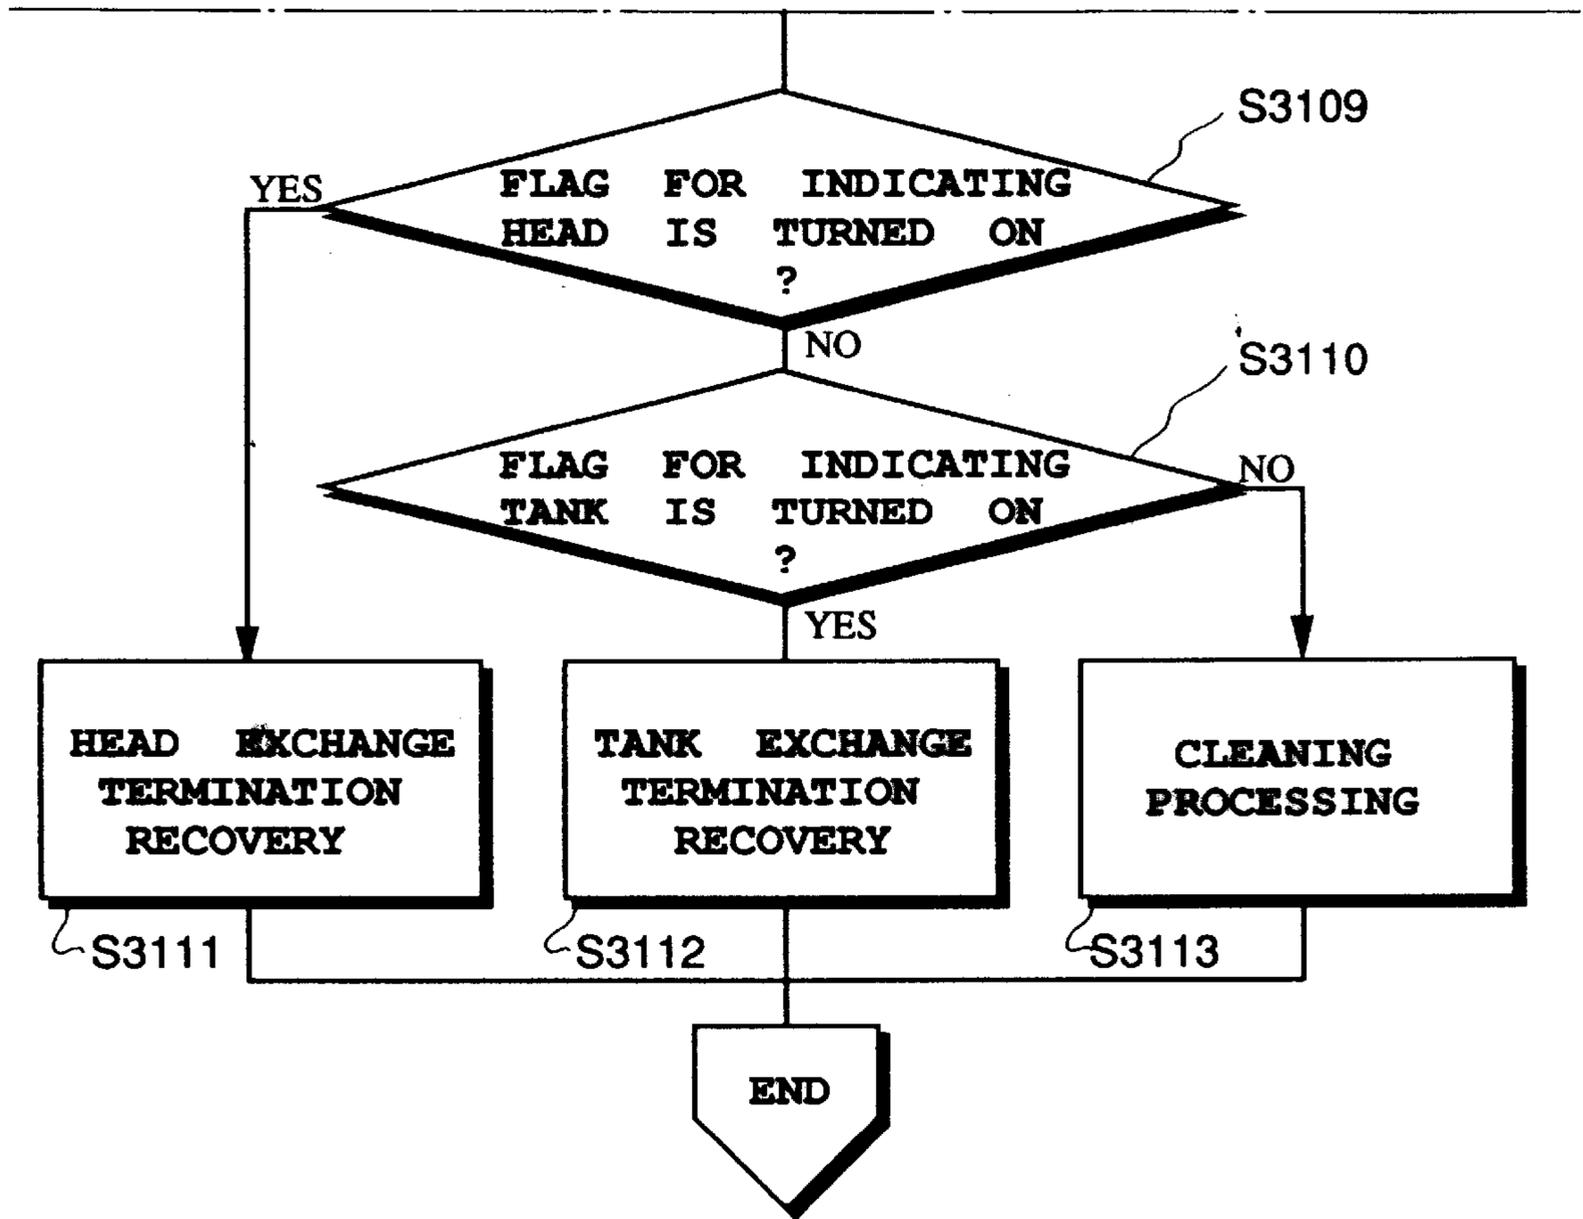 S3109
YES
FLAG FOR INDICATING
HEAD IS TURNED ON
?
NO
S3110
FLAG FOR INDICATING
TANK IS TURNED ON
?
NO
YES
HEAD EXCHANGE
TERMINATION
RECOVERY
TANK EXCHANGE
TERMINATION
RECOVERY
CLEANING
PROCESSING
S3111
S3112
S3113
END